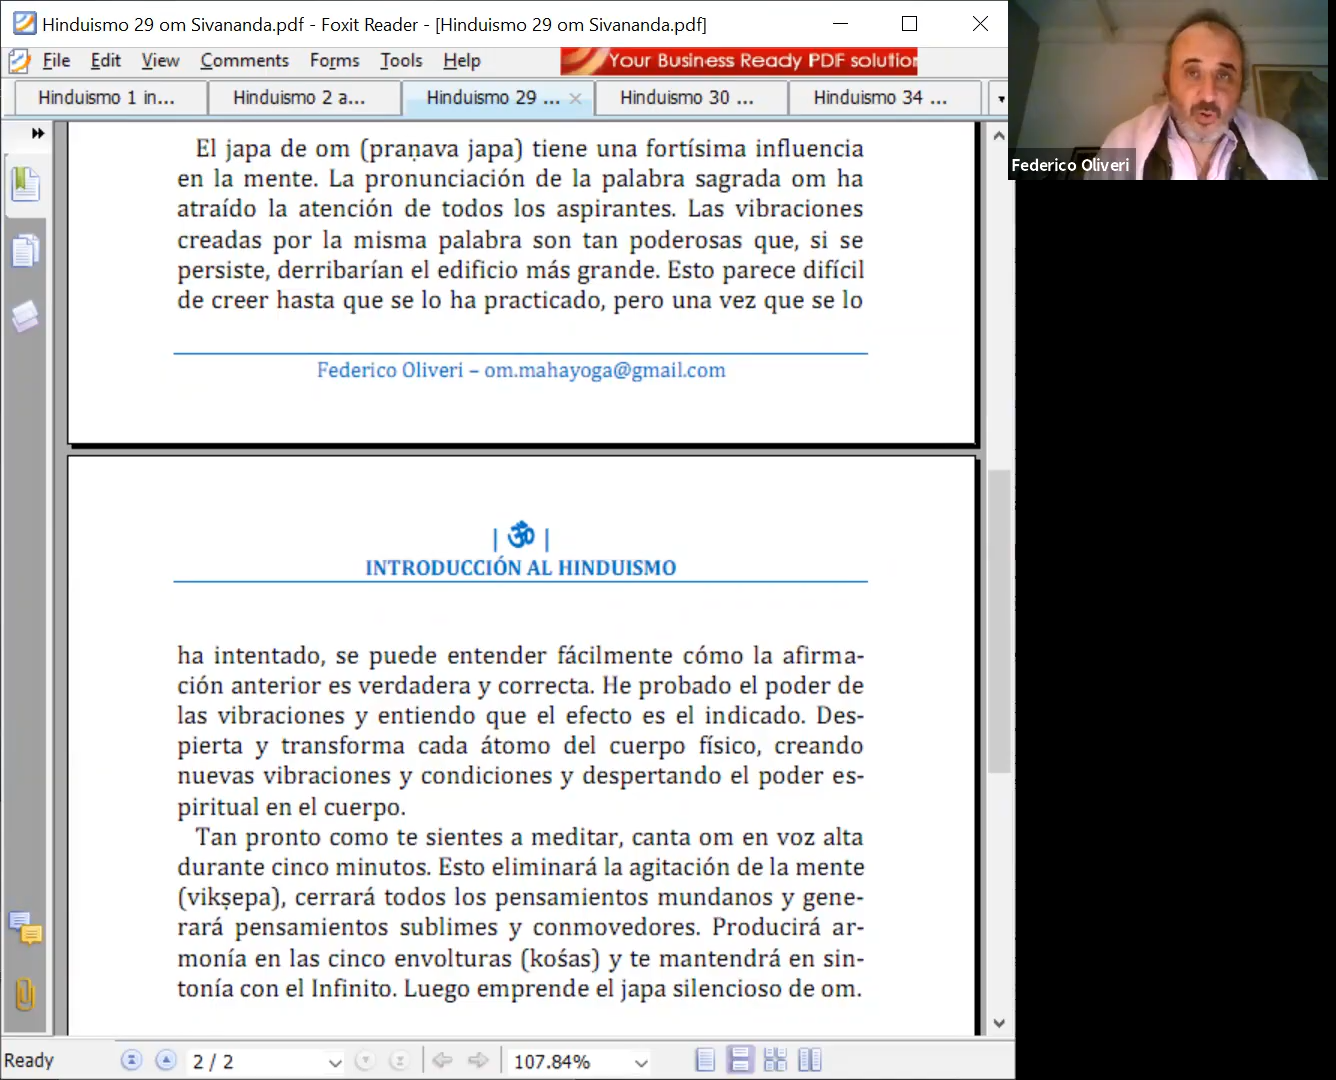 Hinduismo 29 om Sivananda.pdf - Foxit Reader - [Hinduismo 29 om Sivananda.pdf]
File Edit View Comments Forms Tools Help
Your Business Ready PDF solution
Hinduismo 1 in...
Hinduismo 2 a...
Hinduismo 29 ...
Hinduismo 30 ...
Hinduismo 34 ...
Federico Oliveri
El japa de om (praṇava japa) tiene una fortísima influencia
en la mente. La pronunciación de la palabra sagrada om ha
atraído la atención de todos los aspirantes. Las vibraciones
creadas por la misma palabra son tan poderosas que, si se
persiste, derribarían el edificio más grande. Esto parece difícil
de creer hasta que se lo ha practicado, pero una vez que se lo
Federico Oliveri – om.mahayoga@gmail.com
| ॐ |
INTRODUCCIÓN AL HINDUISMO
ha intentado, se puede entender fácilmente cómo la afirma-
ción anterior es verdadera y correcta. He probado el poder de
las vibraciones y entiendo que el efecto es el indicado. Des-
pierta y transforma cada átomo del cuerpo físico, creando
nuevas vibraciones y condiciones y despertando el poder es-
piritual en el cuerpo.
Tan pronto como te sientes a meditar, canta om en voz alta
durante cinco minutos. Esto eliminará la agitación de la mente
(vikṣepa), cerrará todos los pensamientos mundanos y gene-
rará pensamientos sublimes y conmovedores. Producirá ar-
monía en las cinco envolturas (kośas) y te mantendrá en sin-
tonía con el Infinito. Luego emprende el japa silencioso de om.
Ready
2 / 2
107.84%